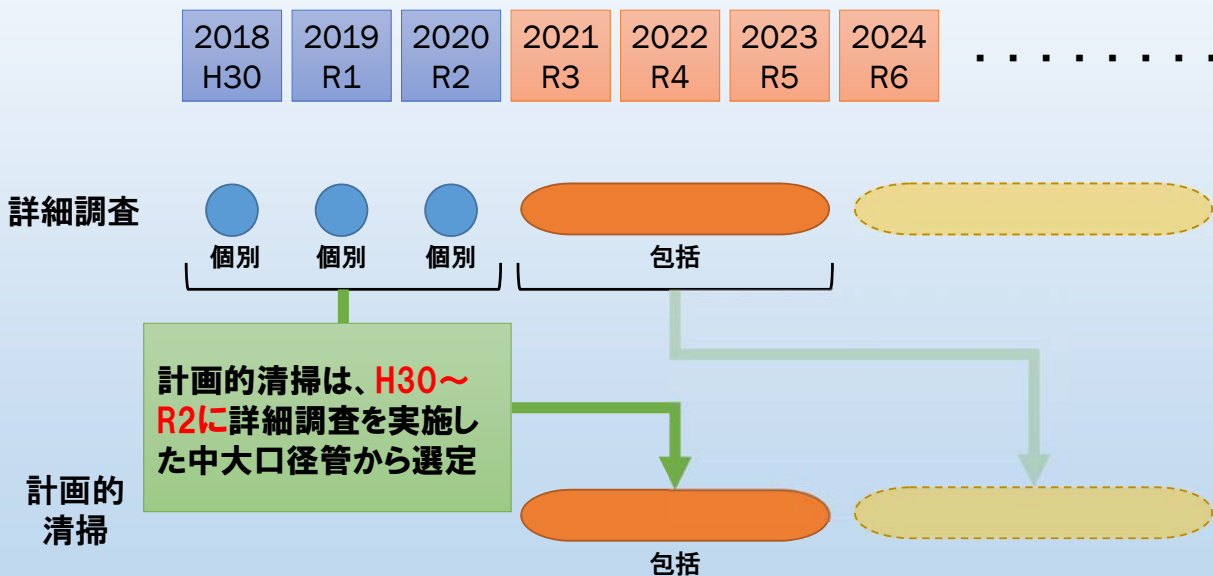 2018 2019 2020 2021 2022 2023 2024
H30 R1 R2 R3 R4 R5 R6
・・・・・・・・
詳細調査
個別 個別 個別 包括
計画的清掃は、H30～
R2に詳細調査を実施し
た中大口径管から選定
計画的
清掃
包括